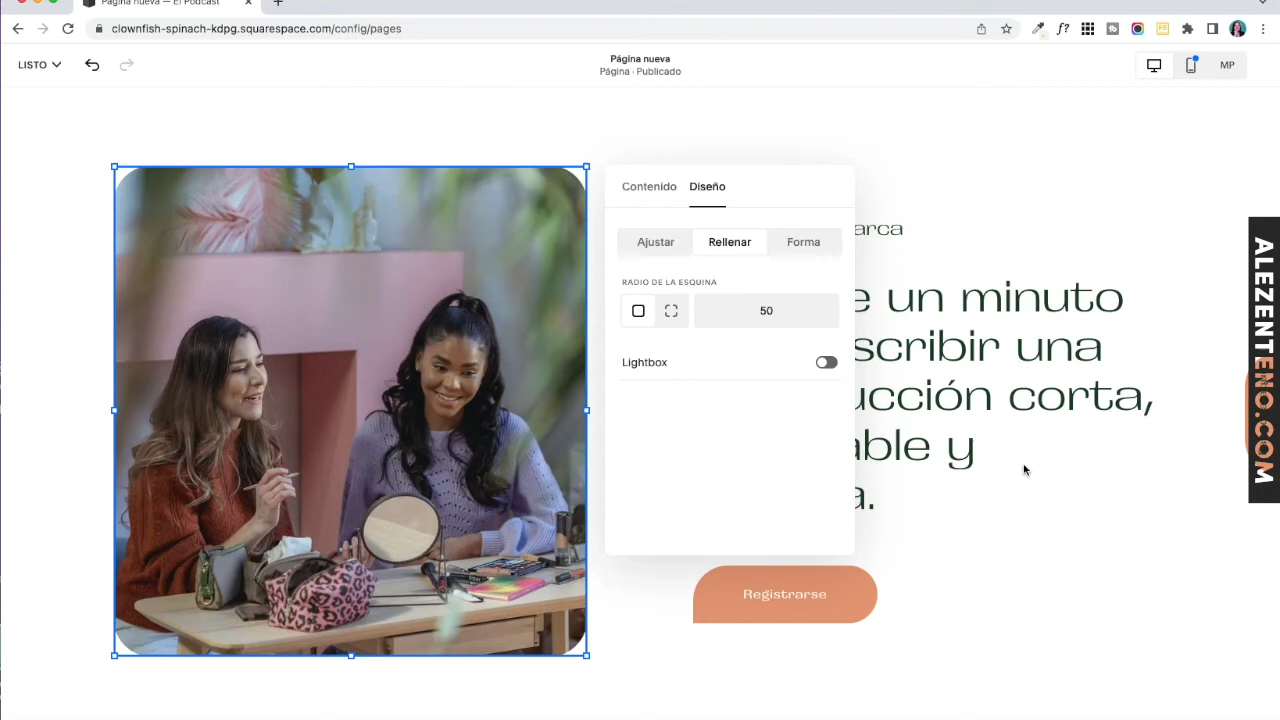 Página nueva — El Podcast
clownfish-spinach-kdpg.squarespace.com/config/pages
f?
LISTO
Página nueva
Página · Publicado
MP
Contenido
Diseño
Ajustar
Rellenar
Forma
RADIO DE LA ESQUINA
50
Lightbox
arca
e un minuto
scribir una
ucción corta,
able y
a.
Registrarse
ALEZENTENO.COM